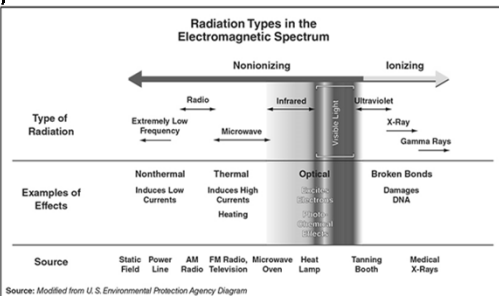 Radiation Types in the
Electromagnetic Spectrum
Nonionizing
Ionizing
Type of
Radiation
Extremely Low
Frequency
Radio
Microwave
Infrared
Visible Light
Ultraviolet
X-Ray
Gamma Rays
Examples of
Effects
Nonthermal
Induces Low
Currents
Thermal
Induces High
Currents
Heating
Optical
Excites
Electrons
Photo-
Chemical
Effects
Broken Bonds
Damages
DNA
Source
Static
Field
Power
Line
AM
Radio
FM Radio,
Television
Microwave
Oven
Heat
Lamp
Tanning
Booth
Medical
X-Rays
Source: Modified from U.S. Environmental Protection Agency Diagram